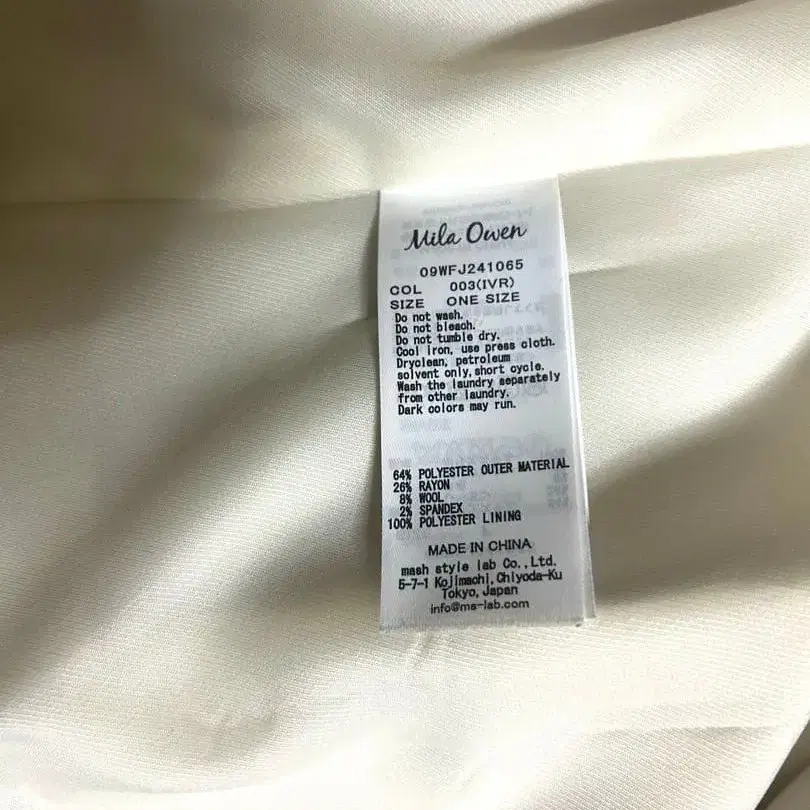 Mila Owen
09WFJ241065
COL 003(IVR)
SIZE ONE SIZE
Do not wash.
Do not bleach.
Do not tumble dry.
Cool iron, use press cloth.
Dryclean, petroleum
solvent only, short cycle.
Wash the laundry separately
from other laundry.
Dark colors may run.
64% POLYESTER OUTER MATERIAL
26% RAYON
8% WOOL
2% SPANDEX
100% POLYESTER LINING
MADE IN CHINA
mash style lab Co., Ltd.
5-7-1 Kojimachi, Chiyoda-Ku
Tokyo, Japan
info@ms-lab.com